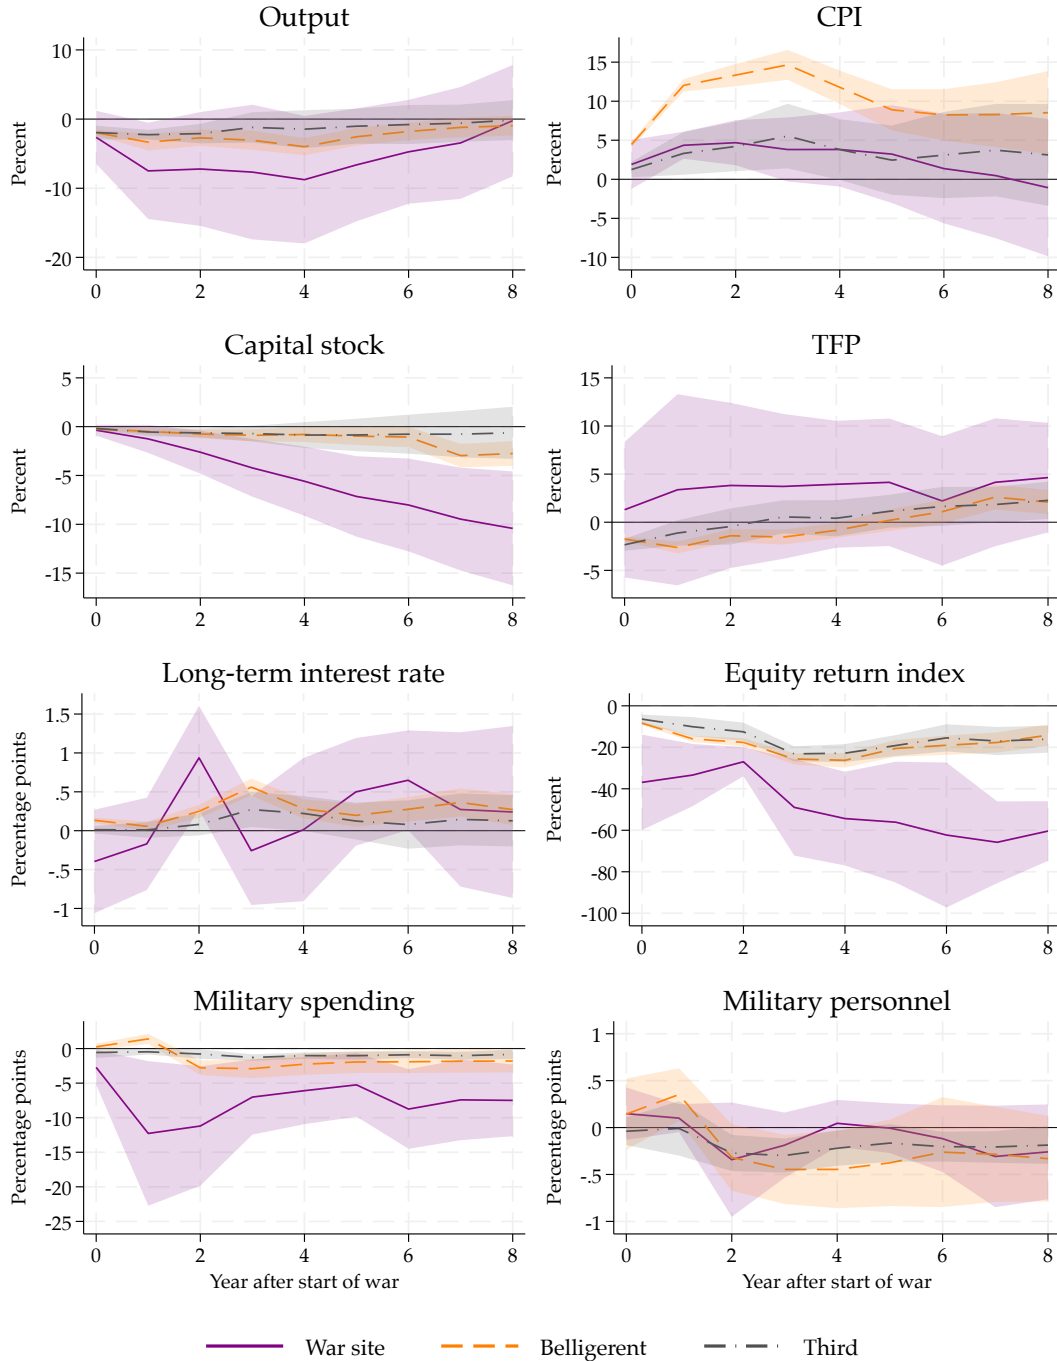 Output
CPI
10
0
-10
-20
Percent
0 2 4 6 8
15
10
5
0
-5
-10
Percent
0 2 4 6 8
Capital stock
TFP
5
0
-5
-10
-15
Percent
0 2 4 6 8
15
10
5
0
-5
Percent
0 2 4 6 8
Long-term interest rate
Equity return index
1.5
1
.5
0
-.5
-1
Percentage points
0 2 4 6 8
0
-20
-40
-60
-80
-100
Percent
0 2 4 6 8
Military spending
Military personnel
0
-5
-10
-15
-20
-25
Percentage points
0 2 4 6 8
Year after start of war
1
.5
0
-.5
-1
Percentage points
0 2 4 6 8
Year after start of war
War site Belligerent Third